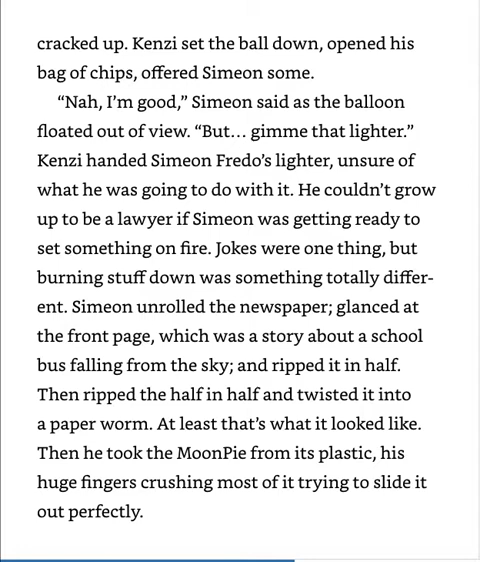 cracked up. Kenzi set the ball down, opened his
bag of chips, offered Simeon some.
“Nah, I’m good,” Simeon said as the balloon
floated out of view. “But… gimme that lighter.”
Kenzi handed Simeon Fredo’s lighter, unsure of
what he was going to do with it. He couldn’t grow
up to be a lawyer if Simeon was getting ready to
set something on fire. Jokes were one thing, but
burning stuff down was something totally differ-
ent. Simeon unrolled the newspaper; glanced at
the front page, which was a story about a school
bus falling from the sky; and ripped it in half.
Then ripped the half in half and twisted it into
a paper worm. At least that’s what it looked like.
Then he took the MoonPie from its plastic, his
huge fingers crushing most of it trying to slide it
out perfectly.